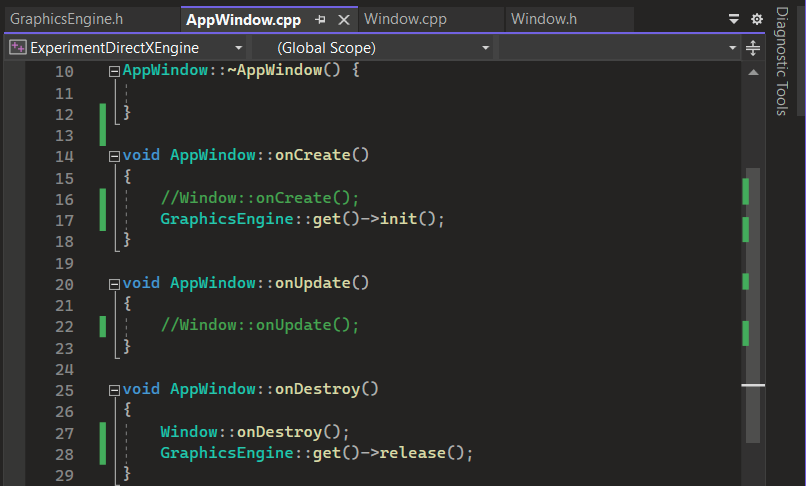 GraphicsEngine.h AppWindow.cpp Window.cpp Window.h
ExperimentDirectXEngine (Global Scope)
10 AppWindow::~AppWindow() {
11
12 }
13
14 void AppWindow::onCreate()
15 {
16 //Window::onCreate();
17 GraphicsEngine::get()->init();
18 }
19
20 void AppWindow::onUpdate()
21 {
22 //Window::onUpdate();
23 }
24
25 void AppWindow::onDestroy()
26 {
27 Window::onDestroy();
28 GraphicsEngine::get()->release();
29 }
Diagnostic Tools